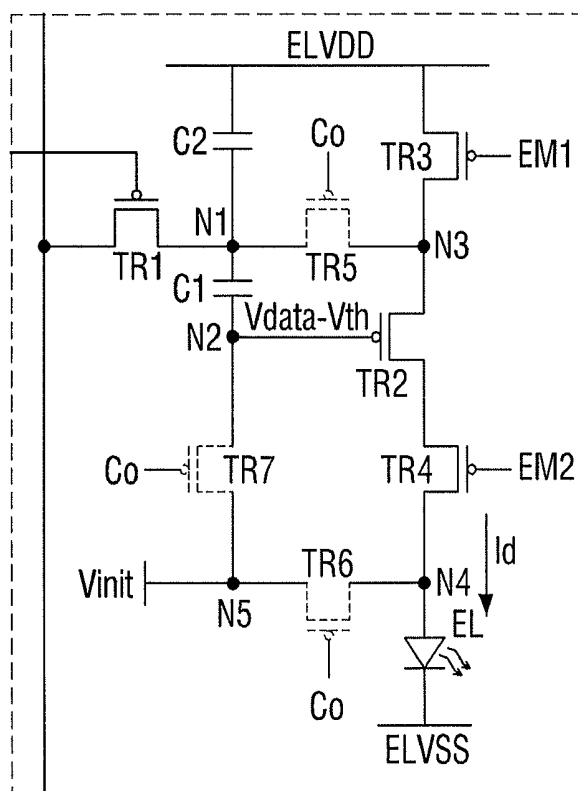 ELVDD
C2
Co
TR3
EM1
N1
N3
TR1
TR5
C1
Vdata-Vth
N2
TR2
Co
TR7
TR4
EM2
Vinit
N5
TR6
N4
Id
EL
Co
ELVSS